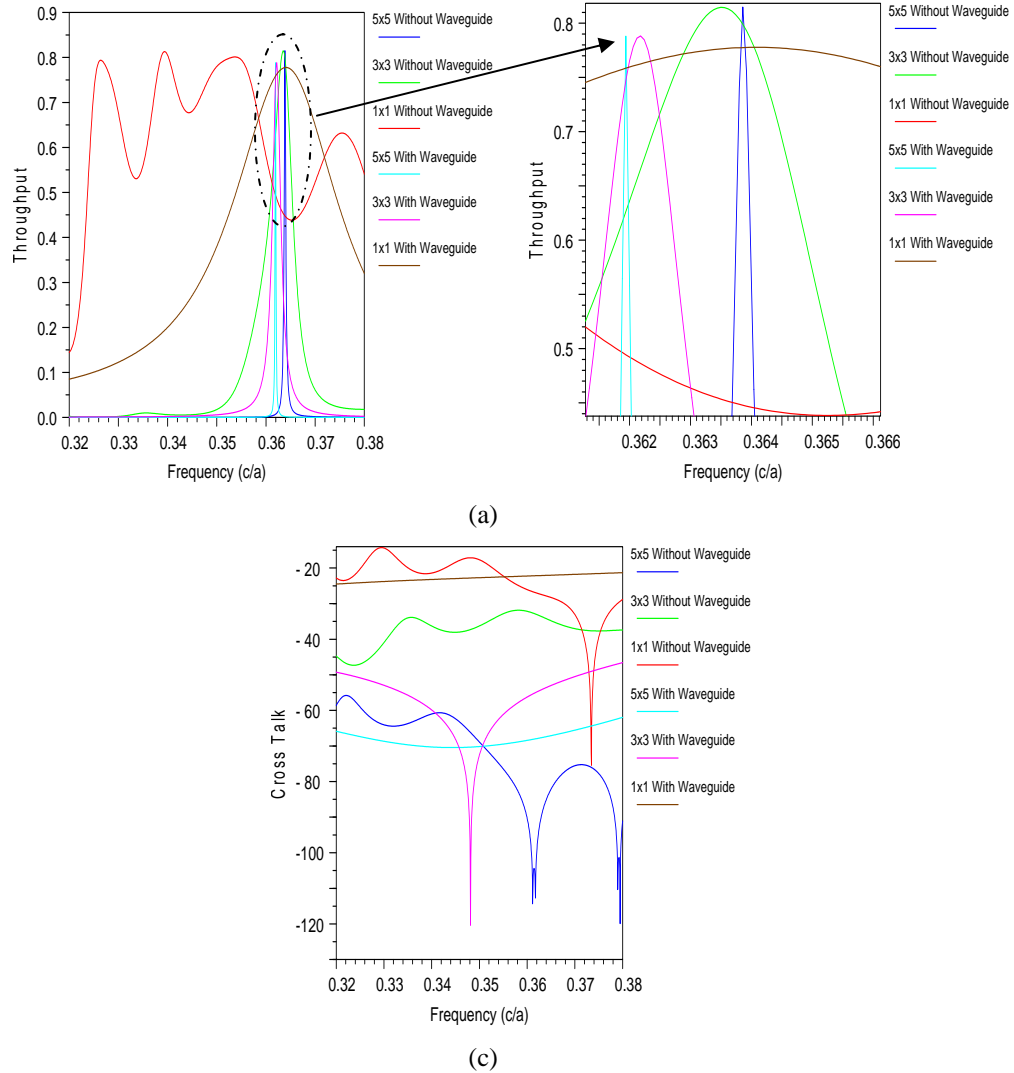 5x5 Without Waveguide
3x3 Without Waveguide
1x1 Without Waveguide
5x5 With Waveguide
3x3 With Waveguide
1x1 With Waveguide
Throughput
0.9
0.8
0.7
0.6
0.5
0.4
0.3
0.2
0.1
0.0
0.32 0.33 0.34 0.35 0.36 0.37 0.38
Frequency (c/a)
5x5 Without Waveguide
3x3 Without Waveguide
1x1 Without Waveguide
5x5 With Waveguide
3x3 With Waveguide
1x1 With Waveguide
Throughput
0.8
0.7
0.6
0.5
0.362 0.363 0.364 0.365 0.366
Frequency (c/a)
(a)
5x5 Without Waveguide
3x3 Without Waveguide
1x1 Without Waveguide
5x5 With Waveguide
3x3 With Waveguide
1x1 With Waveguide
Cross Talk
- 20
- 40
- 60
- 80
-100
-120
0.32 0.33 0.34 0.35 0.36 0.37 0.38
Frequency (c/a)
(c)